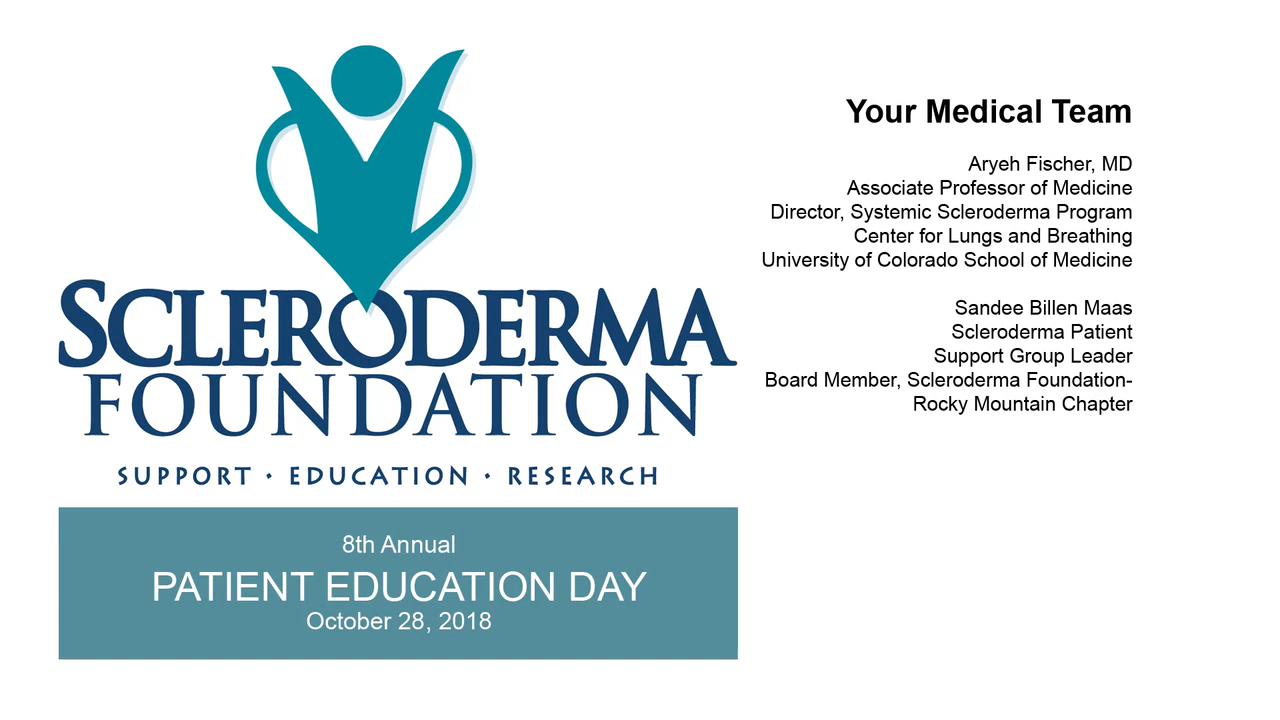 SCLERODERMA
FOUNDATION
SUPPORT · EDUCATION · RESEARCH
8th Annual
PATIENT EDUCATION DAY
October 28, 2018
Your Medical Team
Aryeh Fischer, MD
Associate Professor of Medicine
Director, Systemic Scleroderma Program
Center for Lungs and Breathing
University of Colorado School of Medicine
Sandee Billen Maas
Scleroderma Patient
Support Group Leader
Board Member, Scleroderma Foundation-
Rocky Mountain Chapter